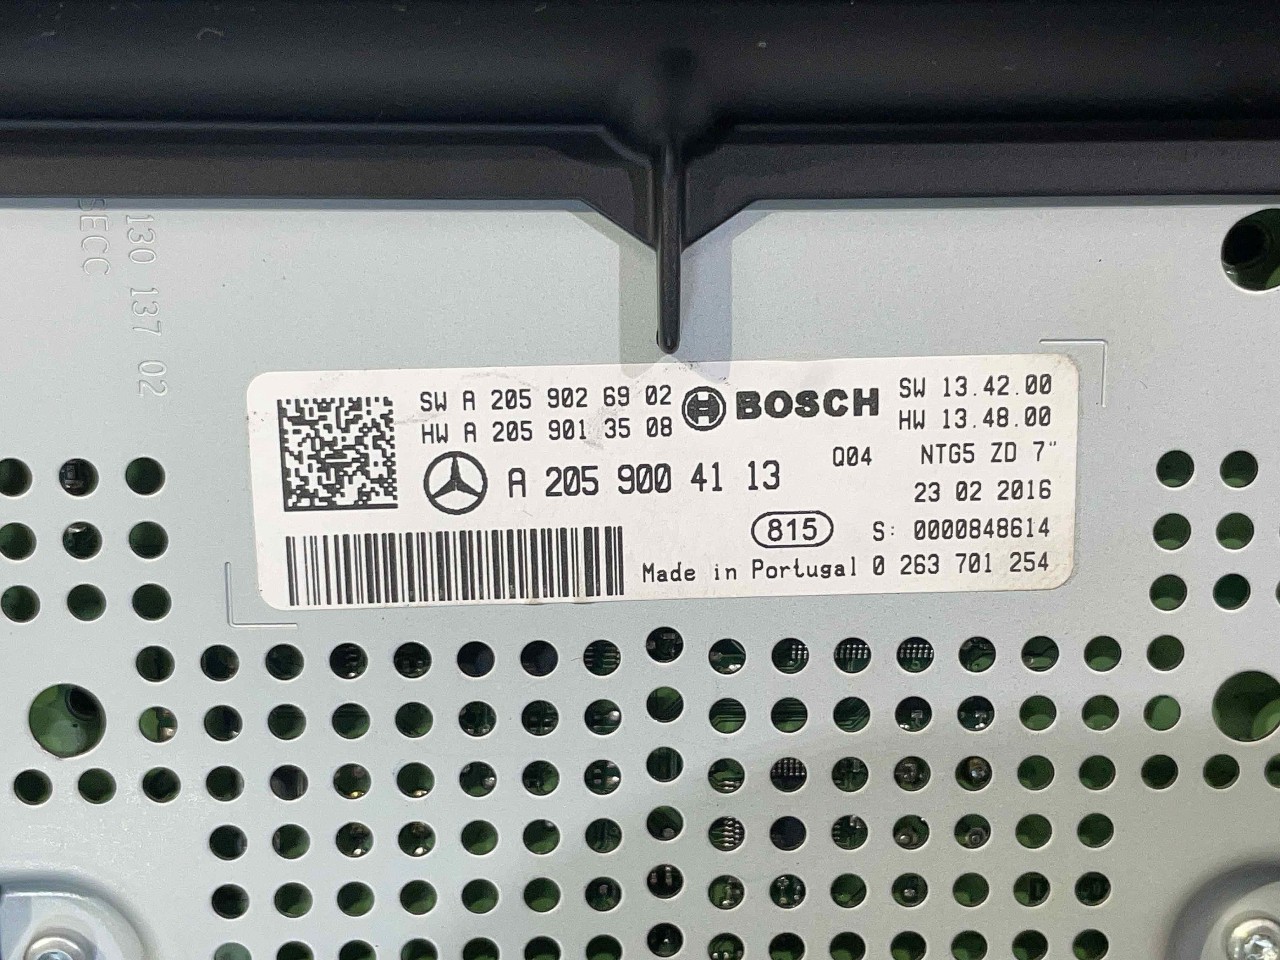 130 137 02
SECC
SW A 205 902 69 02
HW A 205 901 35 08
BOSCH
SW 13.42.00
HW 13.48.00
A 205 900 41 13
Q04
NTG5 ZD 7"
23 02 2016
815
S: 0000848614
Made in Portugal 0 263 701 254